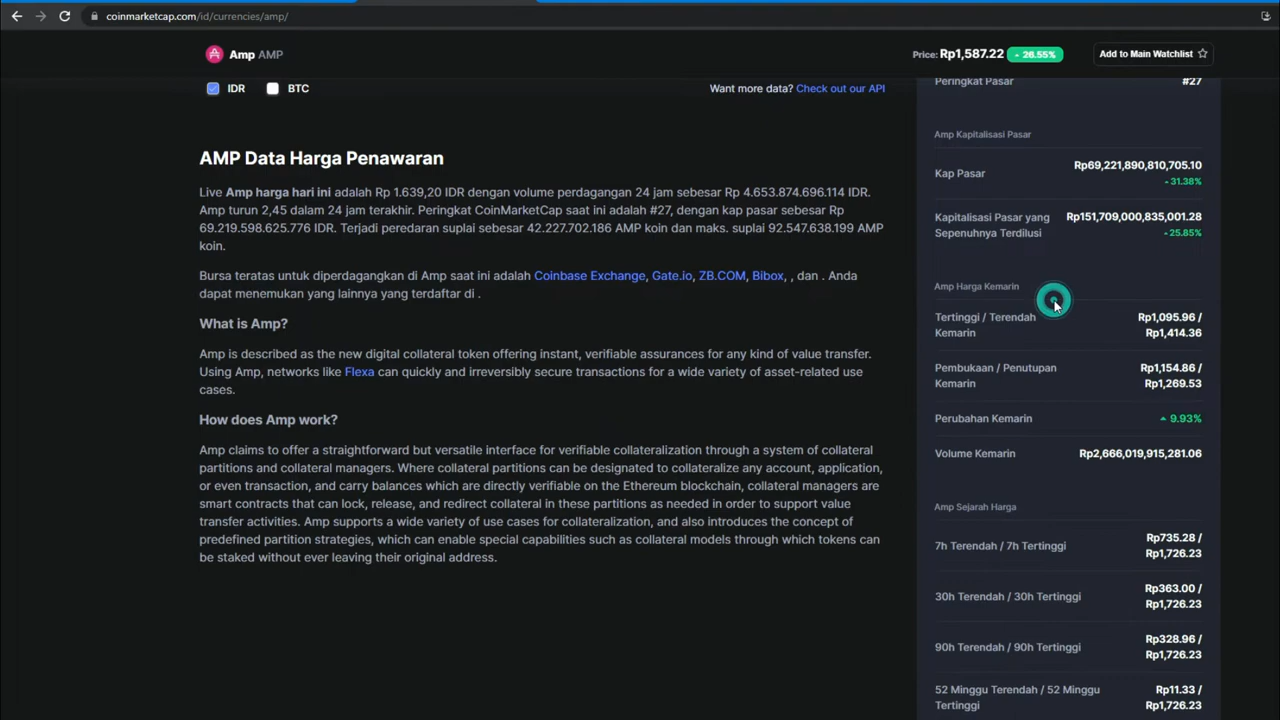 coinmarketcap.com/id/currencies/amp/
Amp AMP
Price: Rp1,587.22 26.55%
Add to Main Watchlist
IDR BTC
Want more data? Check out our API
AMP Data Harga Penawaran
Live Amp harga hari ini adalah Rp 1.639,20 IDR dengan volume perdagangan 24 jam sebesar Rp 4.653.874.696.114 IDR.
Amp turun 2,45 dalam 24 jam terakhir. Peringkat CoinMarketCap saat ini adalah #27, dengan kap pasar sebesar Rp
69.219.598.625.776 IDR. Terjadi peredaran suplai sebesar 42.227.702.186 AMP koin dan maks. suplai 92.547.638.199 AMP
koin.
Bursa teratas untuk diperdagangkan di Amp saat ini adalah Coinbase Exchange, Gate.io, ZB.COM, Bibox, , dan . Anda
dapat menemukan yang lainnya yang terdaftar di .
What is Amp?
Amp is described as the new digital collateral token offering instant, verifiable assurances for any kind of value transfer.
Using Amp, networks like Flexa can quickly and irreversibly secure transactions for a wide variety of asset-related use
cases.
How does Amp work?
Amp claims to offer a straightforward but versatile interface for verifiable collateralization through a system of collateral
partitions and collateral managers. Where collateral partitions can be designated to collateralize any account, application,
or even transaction, and carry balances which are directly verifiable on the Ethereum blockchain, collateral managers are
smart contracts that can lock, release, and redirect collateral in these partitions as needed in order to support value
transfer activities. Amp supports a wide variety of use cases for collateralization, and also introduces the concept of
predefined partition strategies, which can enable special capabilities such as collateral models through which tokens can
be staked without ever leaving their original address.
Peringkat Pasar #27
Amp Kapitalisasi Pasar
Kap Pasar Rp69,221,890,810,705.10
31.38%
Kapitalisasi Pasar yang Rp151,709,000,835,001.28
Sepenuhnya Terdilusi 25.85%
Amp Harga Kemarin
Tertinggi / Terendah Rp1,095.96 /
Kemarin Rp1,414.36
Pembukaan / Penutupan Rp1,154.86 /
Kemarin Rp1,269.53
Perubahan Kemarin 9.93%
Volume Kemarin Rp2,666,019,915,281.06
Amp Sejarah Harga
7h Terendah / 7h Tertinggi Rp735.28 /
Rp1,726.23
30h Terendah / 30h Tertinggi Rp363.00 /
Rp1,726.23
90h Terendah / 90h Tertinggi Rp328.96 /
Rp1,726.23
52 Minggu Terendah / 52 Minggu Rp11.33 /
Tertinggi Rp1,726.23